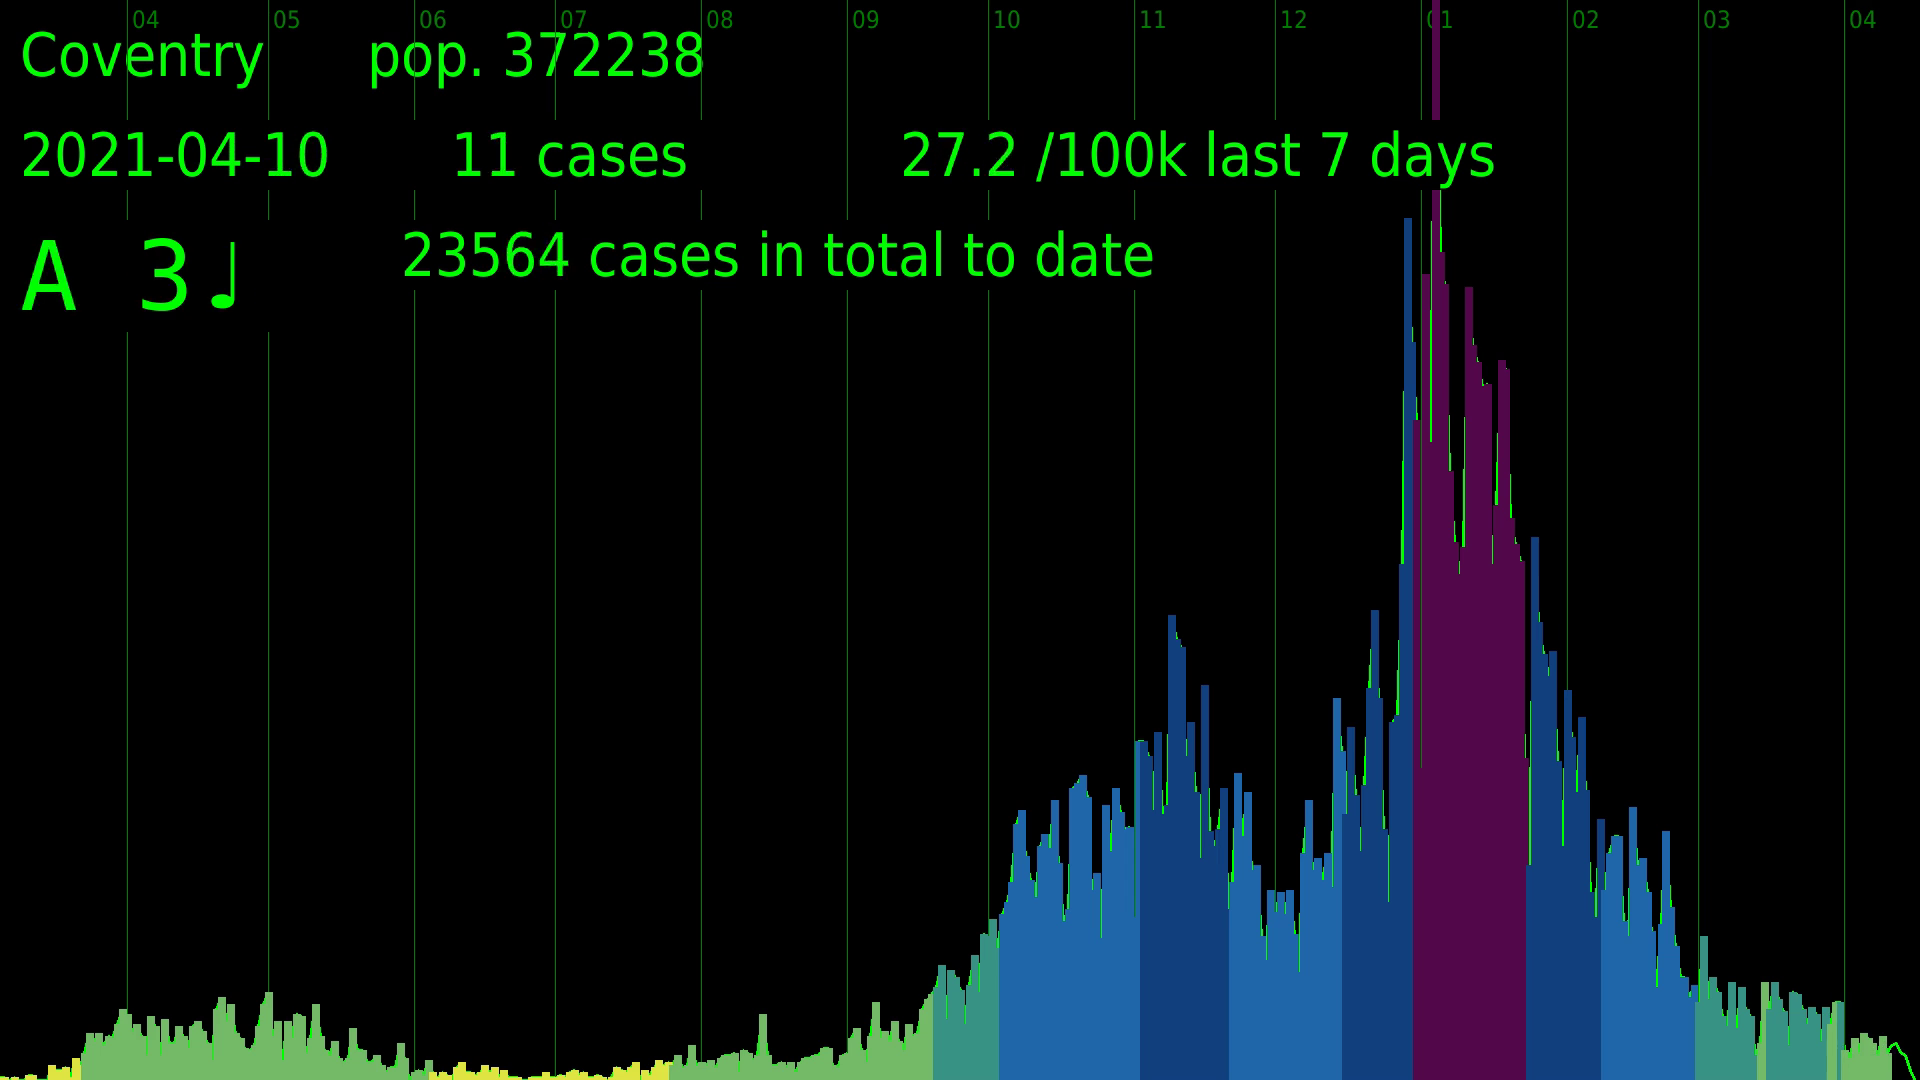 04 05 06 07 08 09 10 11 12 01 02 03 04
Coventry pop. 372238
2021-04-10 11 cases 27.2 /100k last 7 days
A 3♩ 23564 cases in total to date